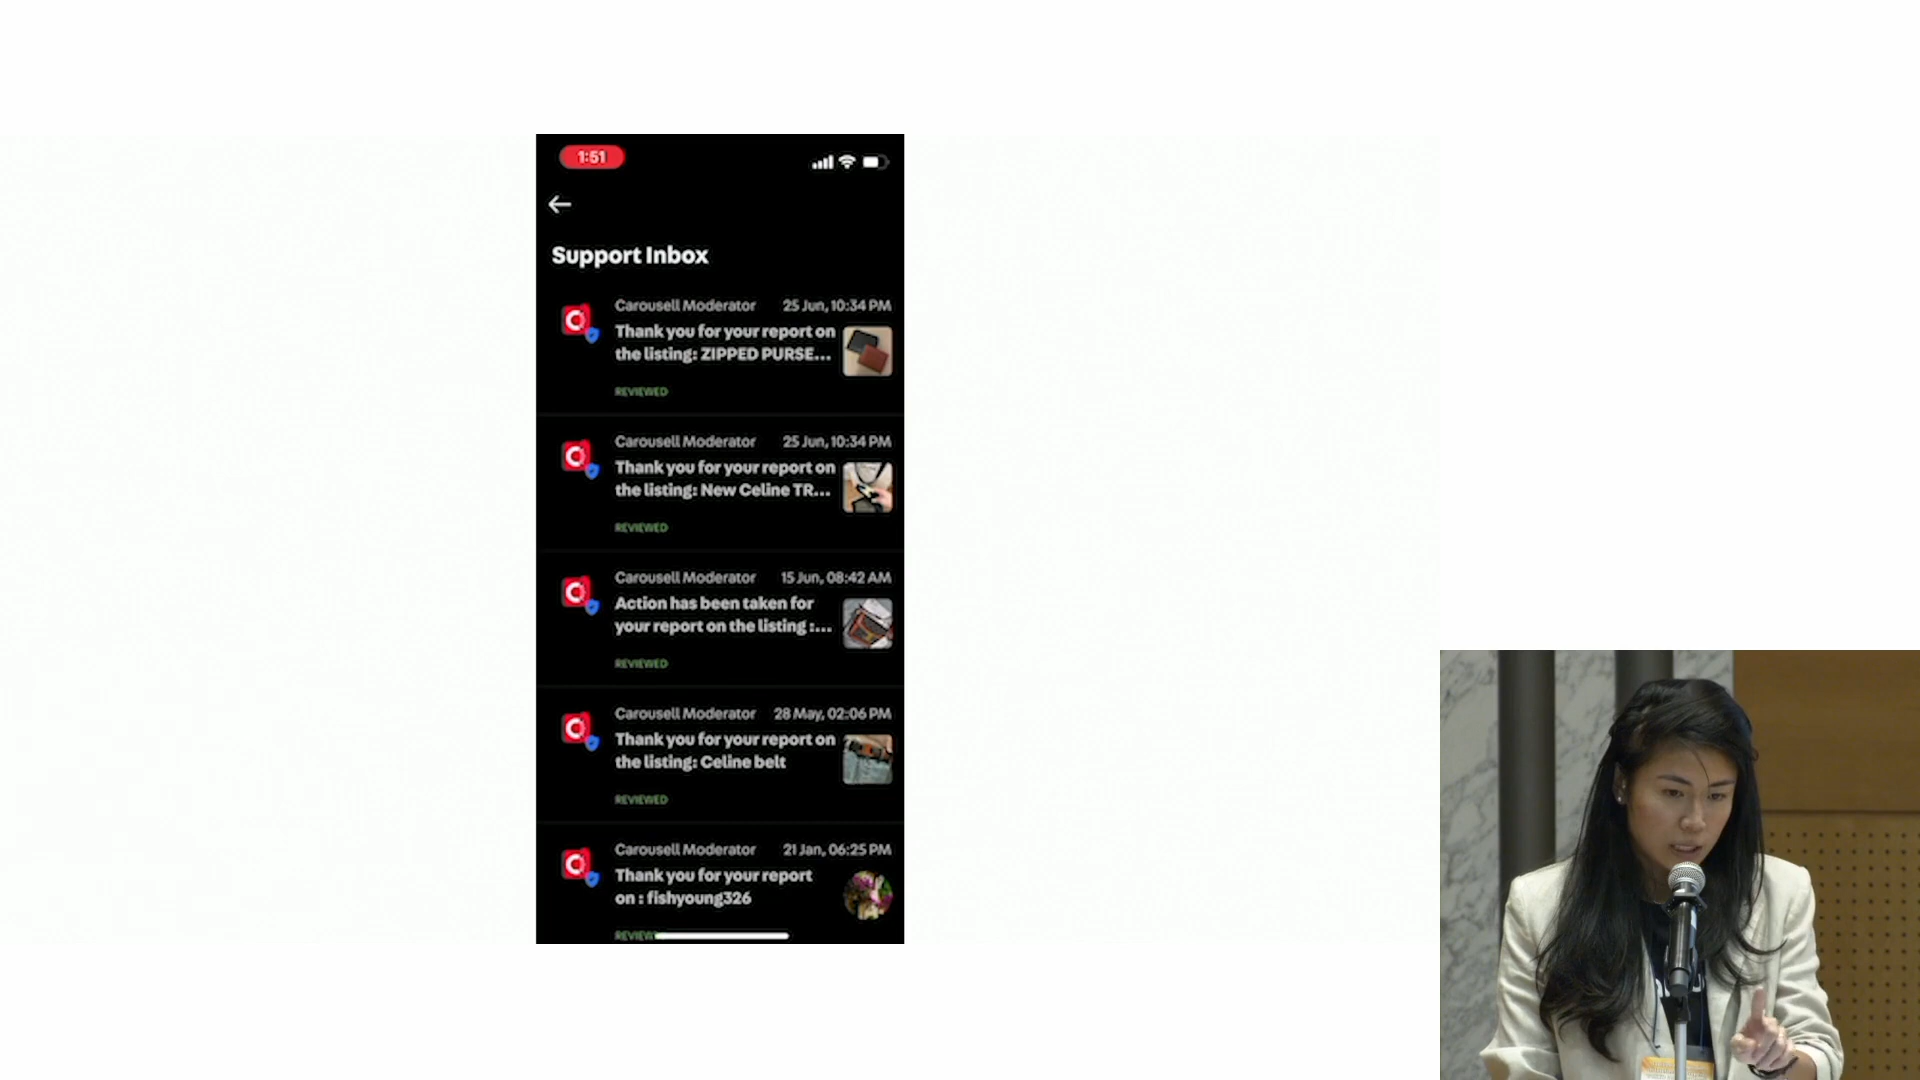 1:51
Support Inbox
Carousell Moderator 25 Jun, 10:34 PM
Thank you for your report on
the listing: ZIPPED PURSE...
REVIEWED
Carousell Moderator 25 Jun, 10:34 PM
Thank you for your report on
the listing: New Celine TR...
REVIEWED
Carousell Moderator 15 Jun, 08:42 AM
Action has been taken for
your report on the listing :...
REVIEWED
Carousell Moderator 28 May, 02:06 PM
Thank you for your report on
the listing: Celine belt
REVIEWED
Carousell Moderator 21 Jan, 06:25 PM
Thank you for your report
on : fishyoung326